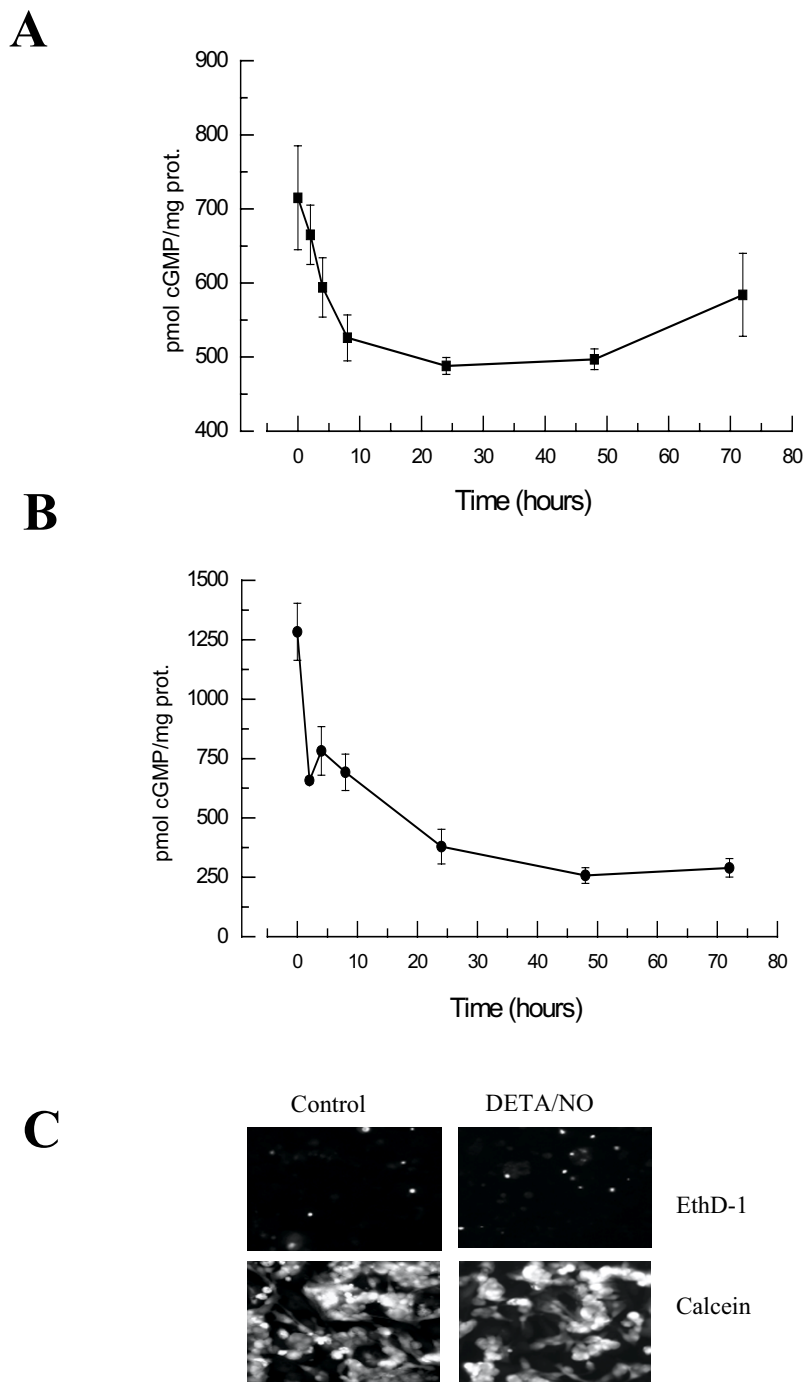 A
900
800
700
600
500
400
pmol cGMP/mg prot.
0 10 20 30 40 50 60 70 80
Time (hours)
B
1500
1250
1000
750
500
250
0
pmol cGMP/mg prot.
0 10 20 30 40 50 60 70 80
Time (hours)
C
Control DETA/NO
EthD-1
Calcein